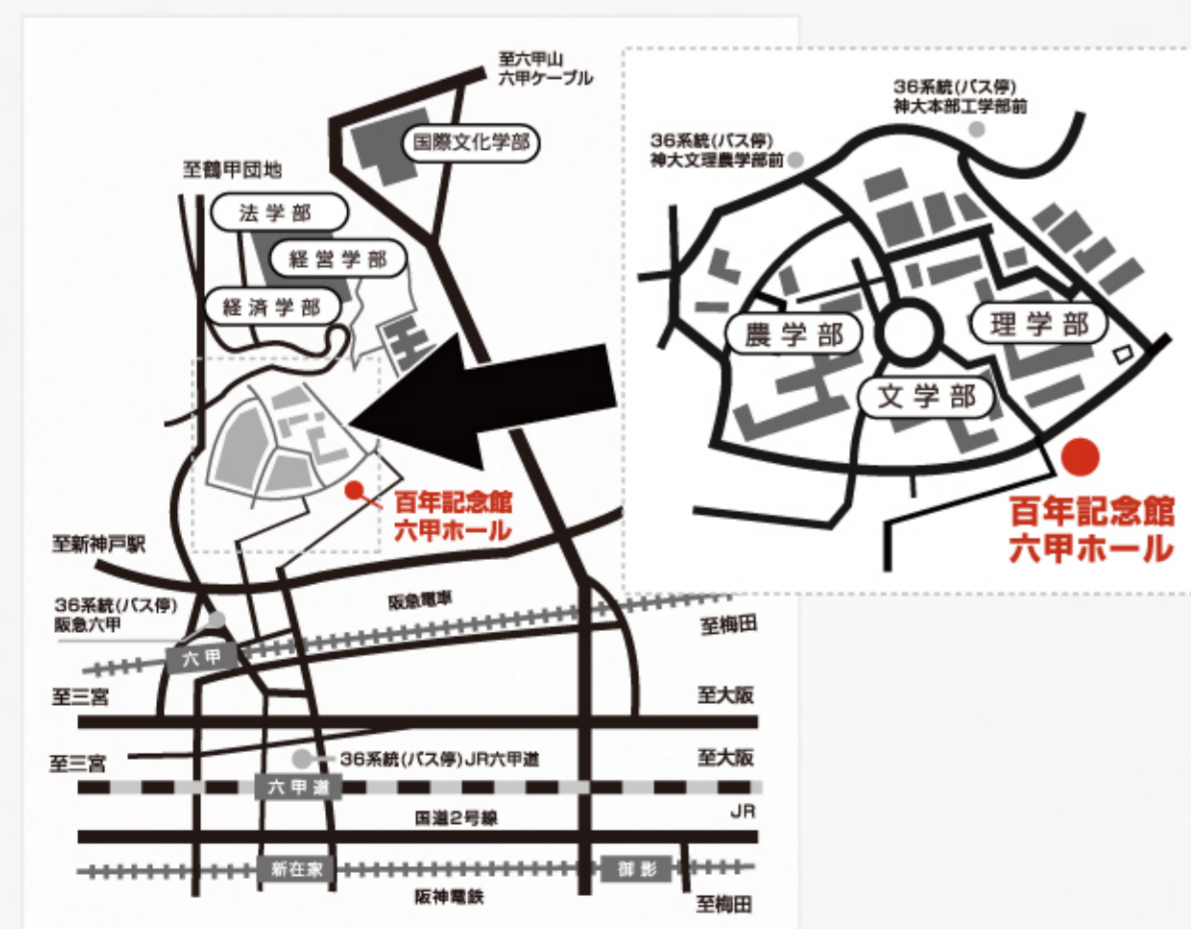 至六甲山
六甲ケーブル
国際文化学部
至鶴甲団地
法学部
経営学部
経済学部
百年記念館
六甲ホール
至新神戸駅
36系統(バス停)
阪急六甲
阪急電車
至梅田
六甲
至三宮
至大阪
至三宮
36系統(バス停)JR六甲道
至大阪
六甲道
JR
国道2号線
新在家
御影
阪神電鉄
至梅田
36系統(バス停)
神大本部工学部前
36系統(バス停)
神大文理農学部前
農学部
理学部
文学部
百年記念館
六甲ホール